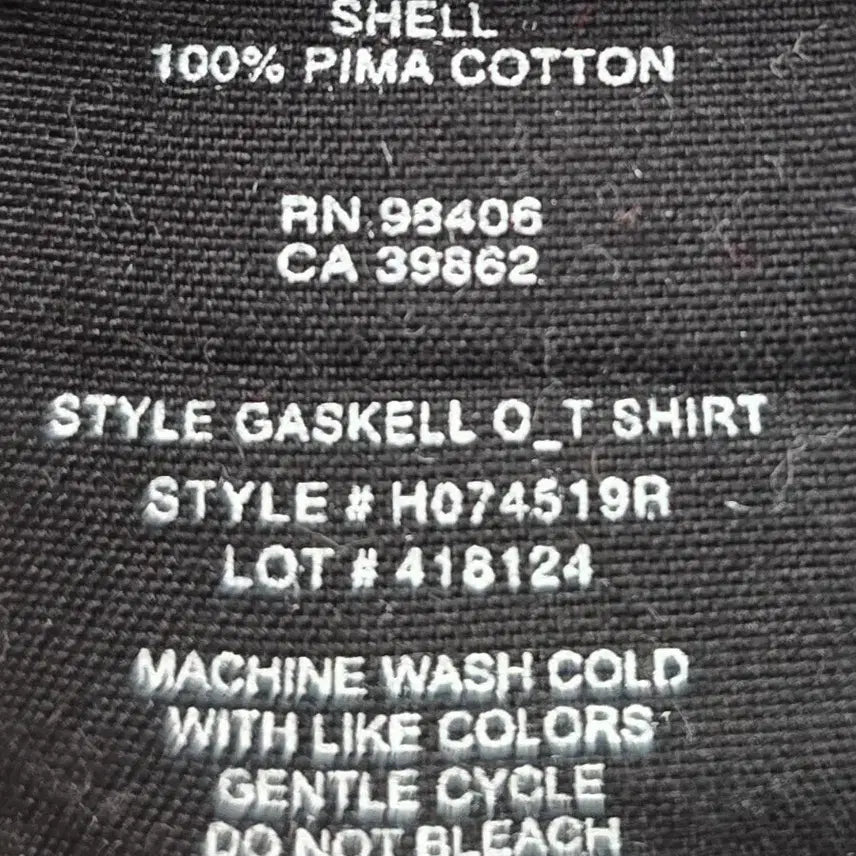 SHELL
100% PIMA COTTON
RN 98406
CA 39862
STYLE GASKELL O_T SHIRT
STYLE # H074519R
LOT # 418124
MACHINE WASH COLD
WITH LIKE COLORS
GENTLE CYCLE
DO NOT BLEACH